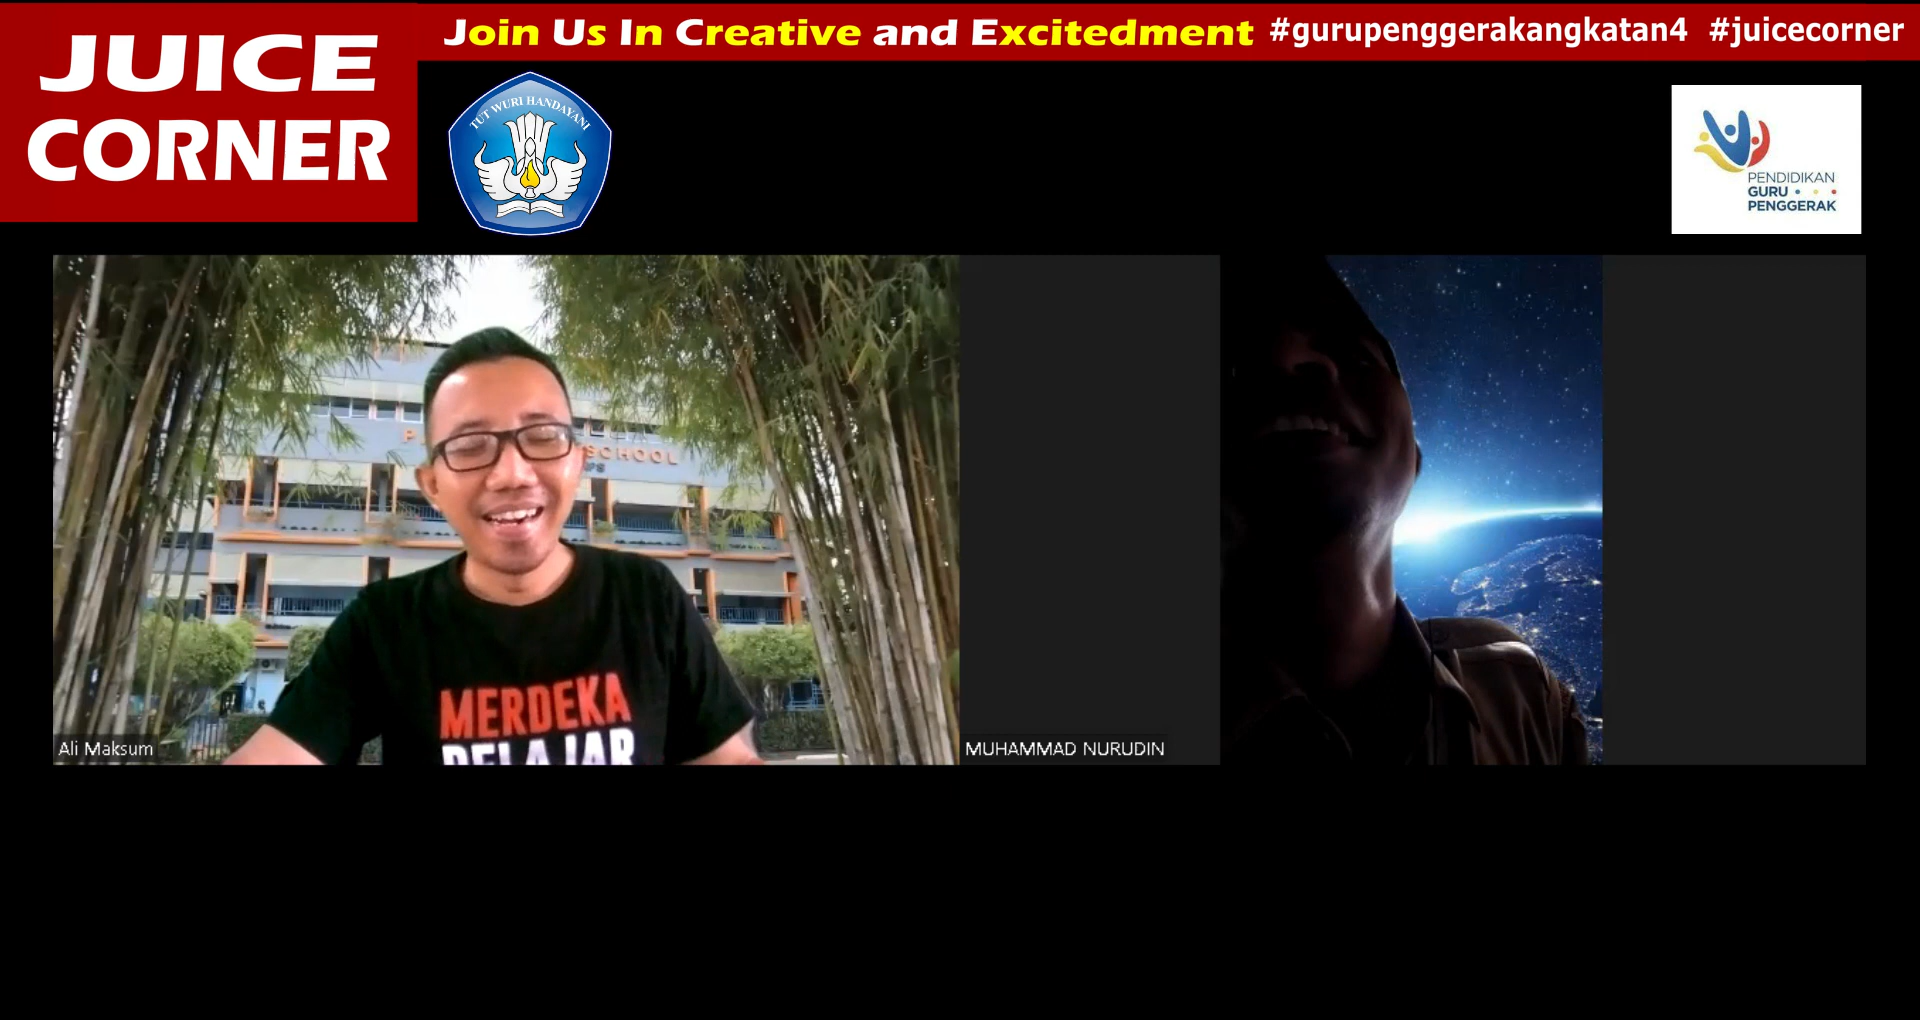 JUICE
CORNER
Join Us In Creative and Excitedment #gurupenggerakangkatan4 #juicecorner
TUT WURI HANDAYANI
PENDIDIKAN
GURU
PENGGERAK
SCHOOL
MERDEKA
BELAJAR
Ali Maksum
MUHAMMAD NURUDIN